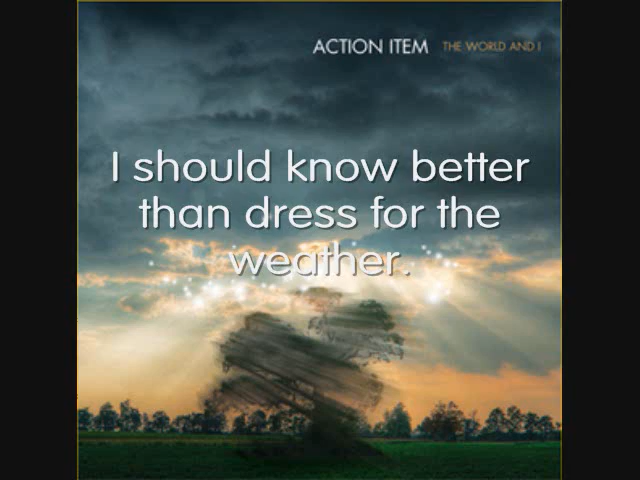 ACTION ITEM THE WORLD AND I
I should know better
than dress for the
weather.